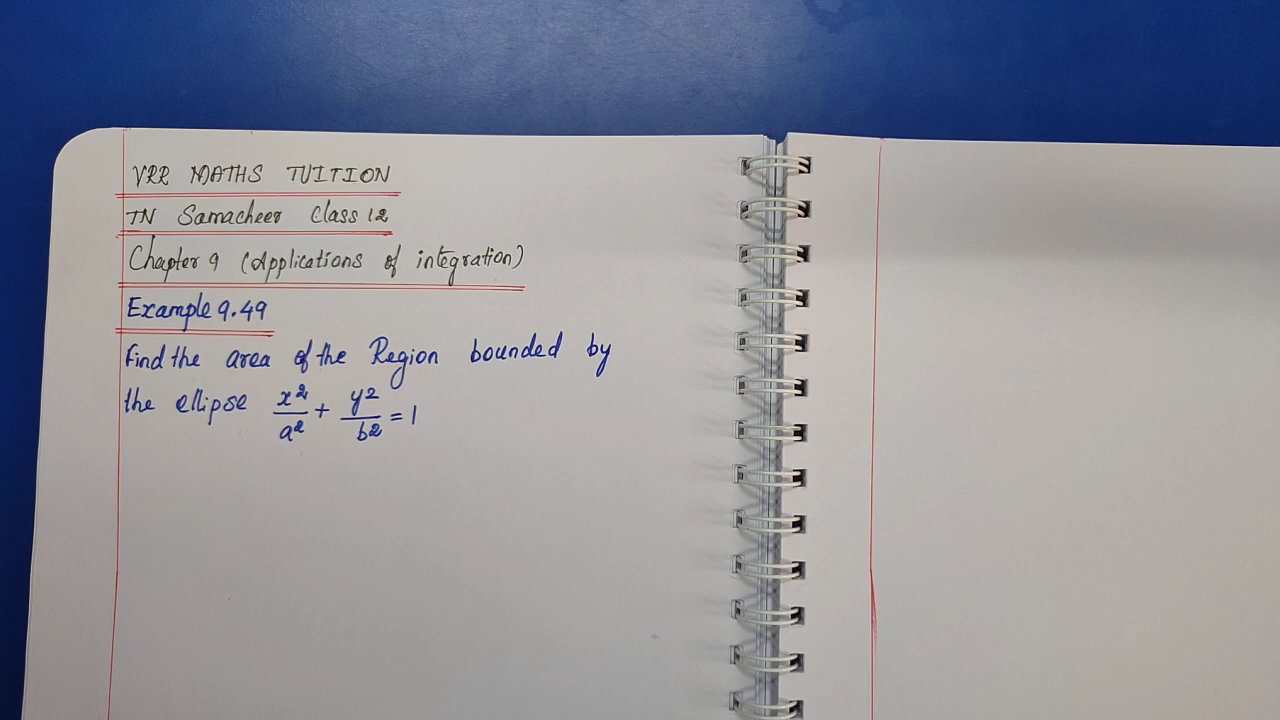 VRR MATHS TUITION
TN Samacheer Class 12
Chapter 9 (Applications of integration)
Example 9.49
Find the area of the Region bounded by
the ellipse x²/a² + y²/b² = 1